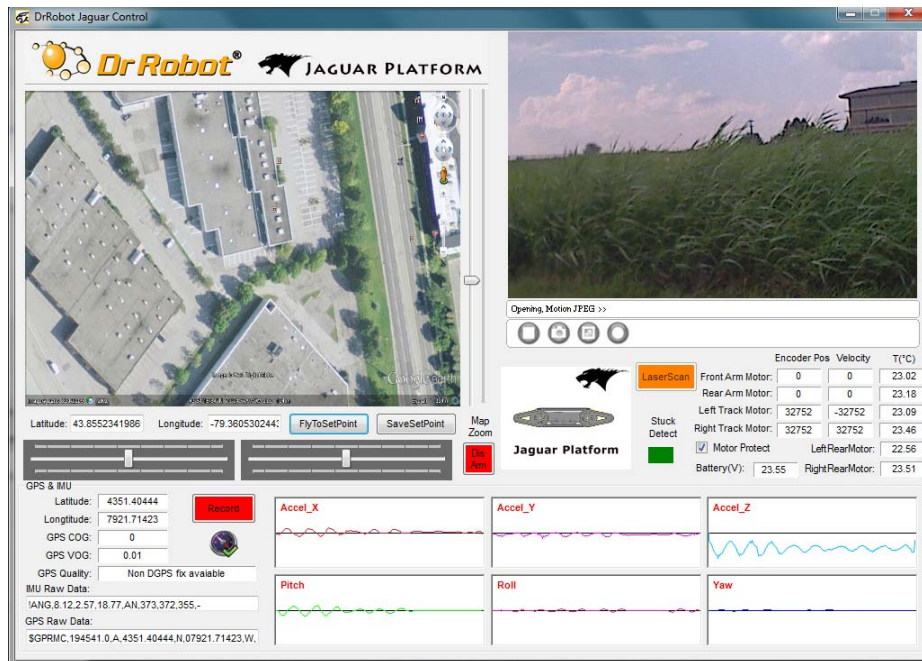 DrRobot Jaguar Control
Dr Robot®
JAGUAR PLATFORM
Google earth
Opening, Motion JPEG >>
Encoder Pos Velocity T(°C)
LaserScan
Front Arm Motor: 0 0 23.02
Rear Arm Motor: 0 0 23.18
Left Track Motor: 32752 -32752 23.09
Right Track Motor: 32752 32752 23.46
Stuck
Detect
Motor Protect
LeftRearMotor: 22.56
Battery(V): 23.55
RightRearMotor: 23.51
Jaguar Platform
Latitude: 43.8552341986
Longitude: -79.3605302443
FlyToSetPoint
SaveSetPoint
Map
Zoom
Dis
Arm
GPS & IMU
Latitude: 4351.40444
Longtitude: 7921.71423
GPS COG: 0
GPS VOG: 0.01
GPS Quality: Non DGPS fix avaiable
Record
IMU Raw Data:
!ANG,8.12,2.57,18.77,AN,373,372,355,-
GPS Raw Data:
$GPRMC,194541.0,A,4351.40444,N,07921.71423,W,
Accel_X
Accel_Y
Accel_Z
Pitch
Roll
Yaw